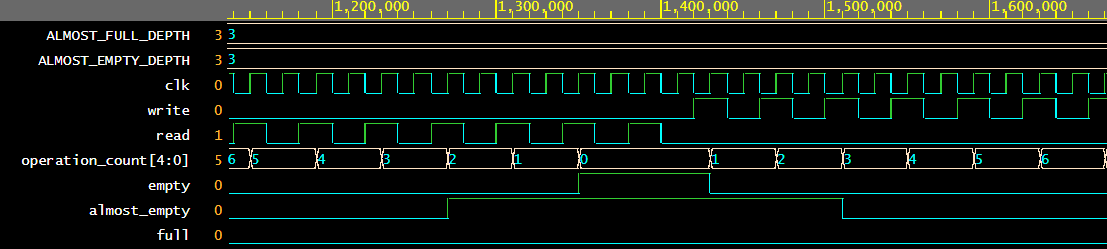 1,200,000 1,300,000 1,400,000 1,500,000 1,600,000
ALMOST_FULL_DEPTH 3 3
ALMOST_EMPTY_DEPTH 3 3
clk 0
write 0
read 1
operation_count[4:0] 5 6 5 4 3 2 1 0 1 2 3 4 5 6
empty 0
almost_empty 0
full 0